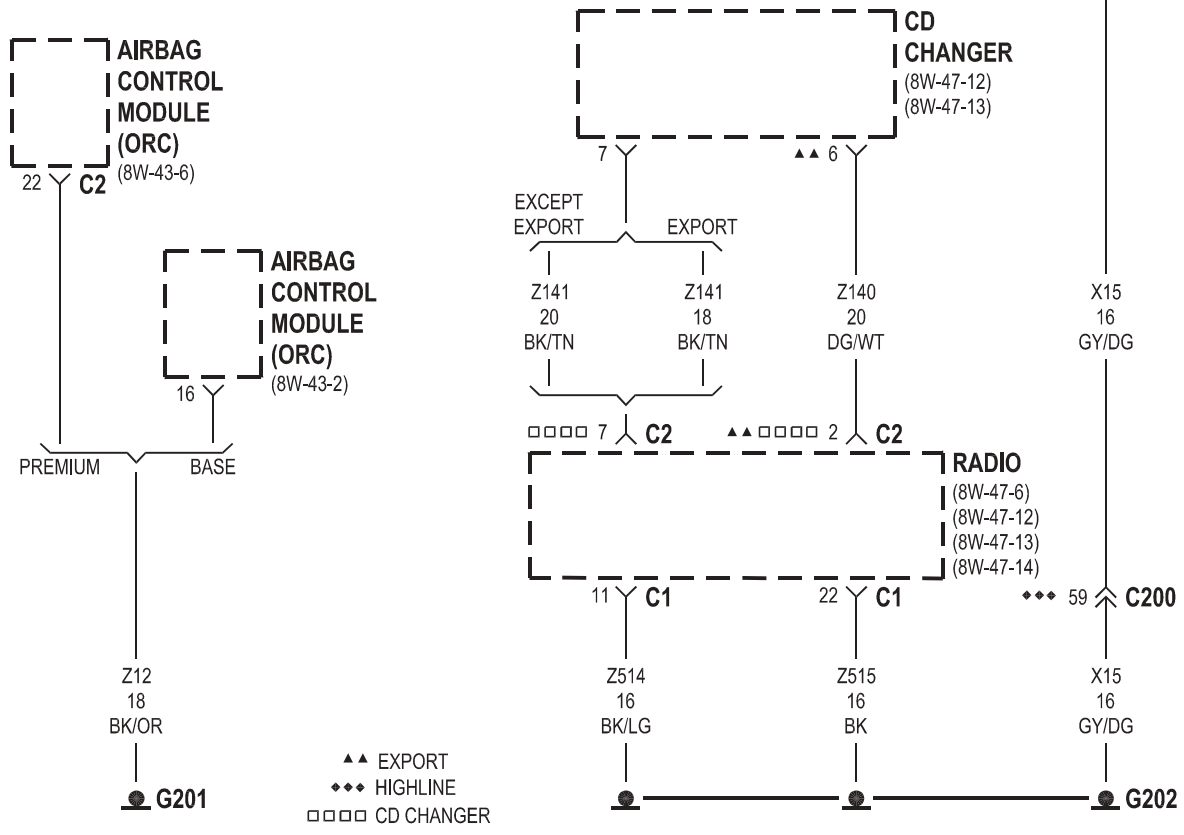 AIRBAG
CONTROL
MODULE
(ORC)
(8W-43-6)
22
C2
AIRBAG
CONTROL
MODULE
(ORC)
(8W-43-2)
16
PREMIUM
BASE
Z12
18
BK/OR
G201
CD
CHANGER
(8W-47-12)
(8W-47-13)
7
▲▲ 6
EXCEPT
EXPORT
EXPORT
Z141
20
BK/TN
Z141
18
BK/TN
Z140
20
DG/WT
X15
16
GY/DG
□□□□ 7
C2
▲▲ □□□□ 2
C2
RADIO
(8W-47-6)
(8W-47-12)
(8W-47-13)
(8W-47-14)
11
C1
22
C1
◆◆◆ 59
C200
Z514
16
BK/LG
Z515
16
BK
X15
16
GY/DG
G202
▲▲ EXPORT
◆◆◆ HIGHLINE
□□□□ CD CHANGER